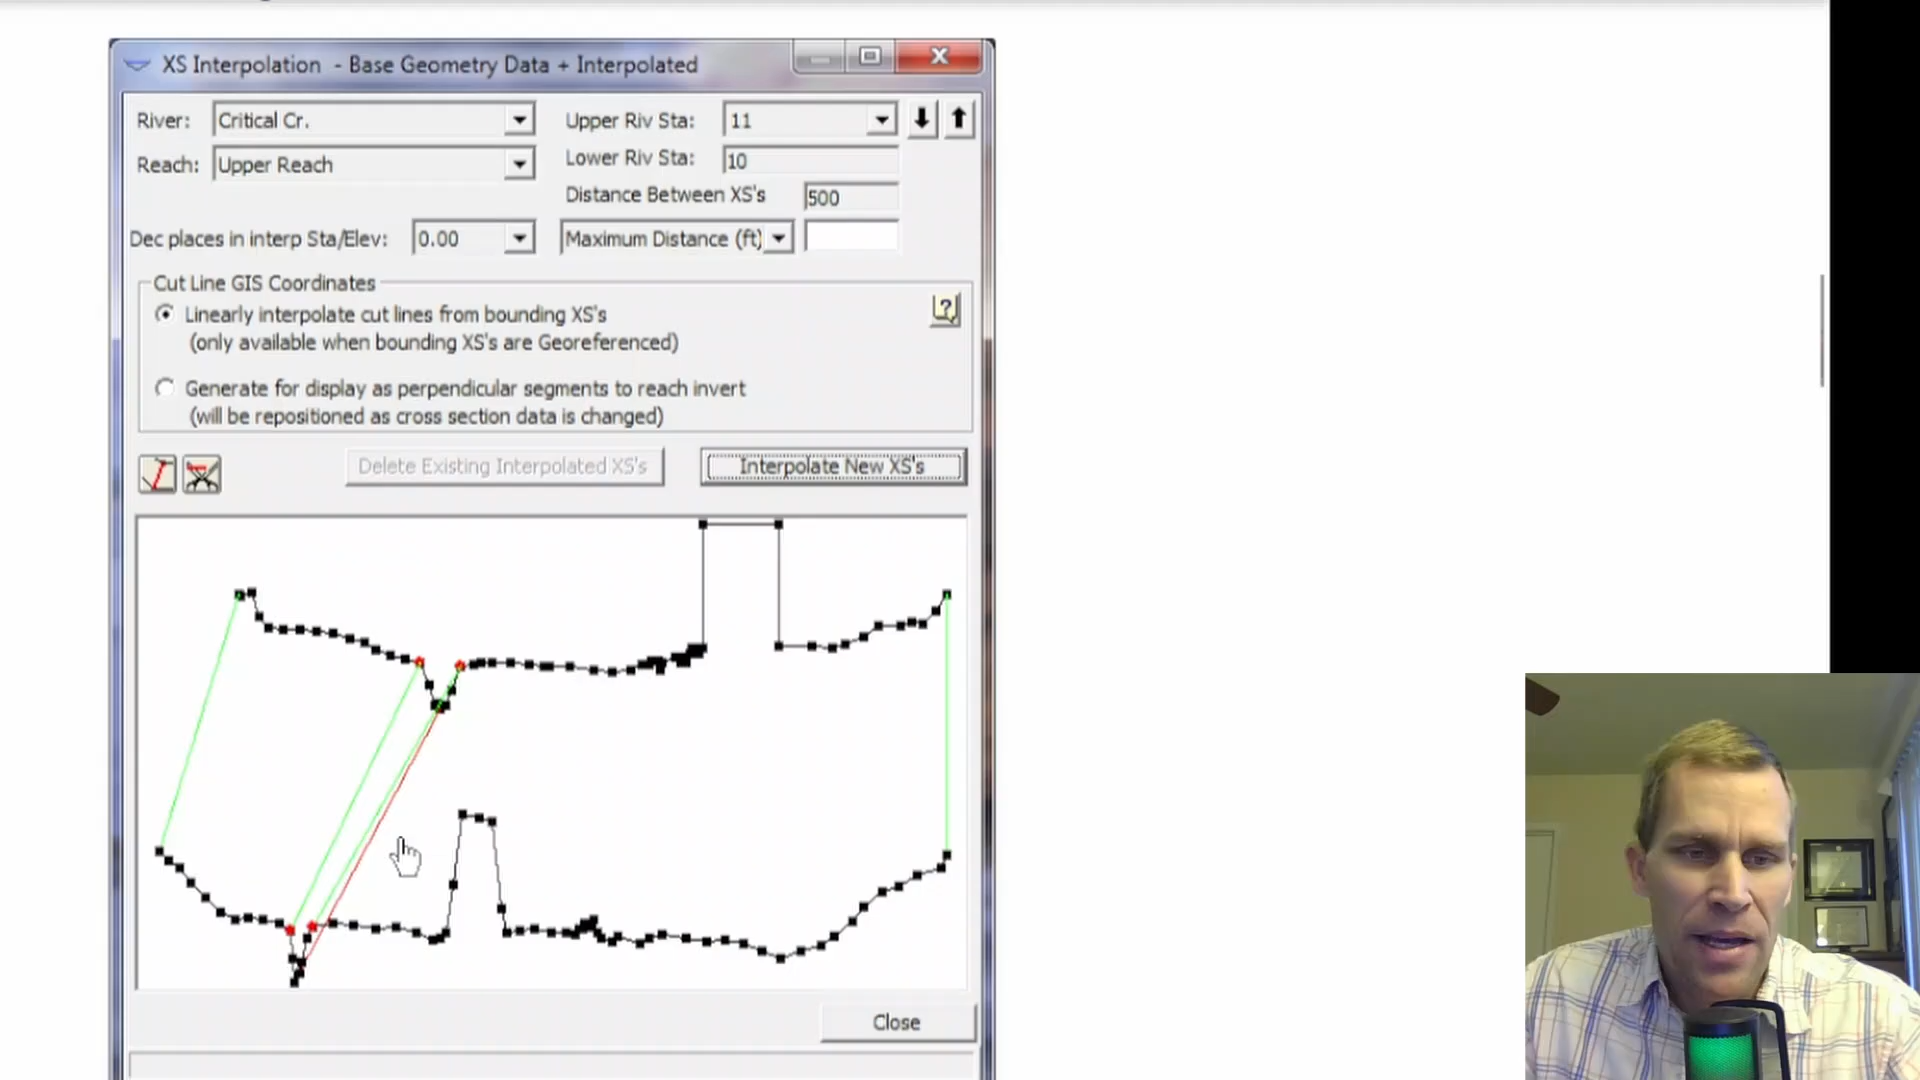 XS Interpolation - Base Geometry Data + Interpolated
River: Critical Cr. Upper Riv Sta: 11
Reach: Upper Reach Lower Riv Sta: 10
Distance Between XS's 500
Dec places in interp Sta/Elev: 0.00 Maximum Distance (ft)
Cut Line GIS Coordinates
Linearly interpolate cut lines from bounding XS's
(only available when bounding XS's are Georeferenced)
Generate for display as perpendicular segments to reach invert
(will be repositioned as cross section data is changed)
Delete Existing Interpolated XS's Interpolate New XS's
Close